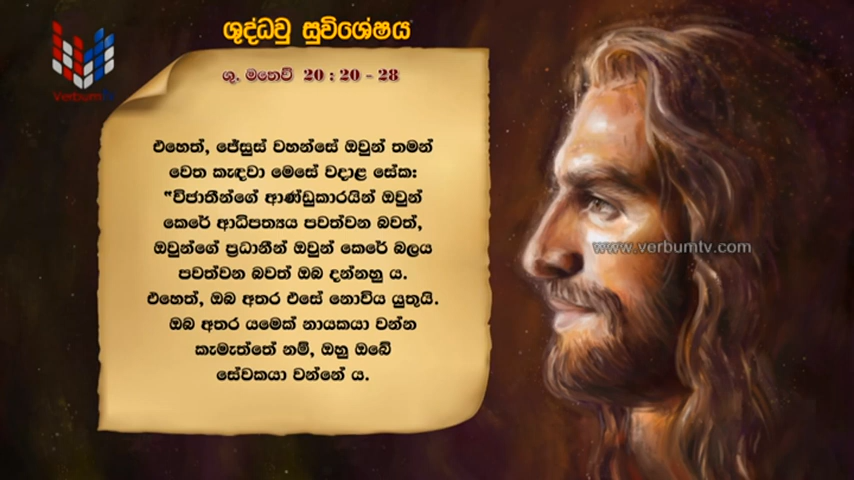 ශුද්ධවූ සුවිශේෂය
ශු. මතෙව් 20 : 20 - 28
VerbumTv
එහෙත්, ජේසුස් වහන්සේ ඔවුන් තමන්
වෙත කැඳවා මෙසේ වදාළ සේක:
"විජාතීන්ගේ ආණ්ඩුකාරයින් ඔවුන්
කෙරේ ආධිපත්‍යය පවත්වන බවත්,
ඔවුන්ගේ ප්‍රධානීන් ඔවුන් කෙරේ බලය
පවත්වන බවත් ඔබ දන්නහු ය.
එහෙත්, ඔබ අතර එසේ නොවිය යුතුයි.
ඔබ අතර යමෙක් නායකයා වන්න
කැමැත්තේ නම්, ඔහු ඔබේ
සේවකයා වන්නේ ය.
www.verbumtv.com